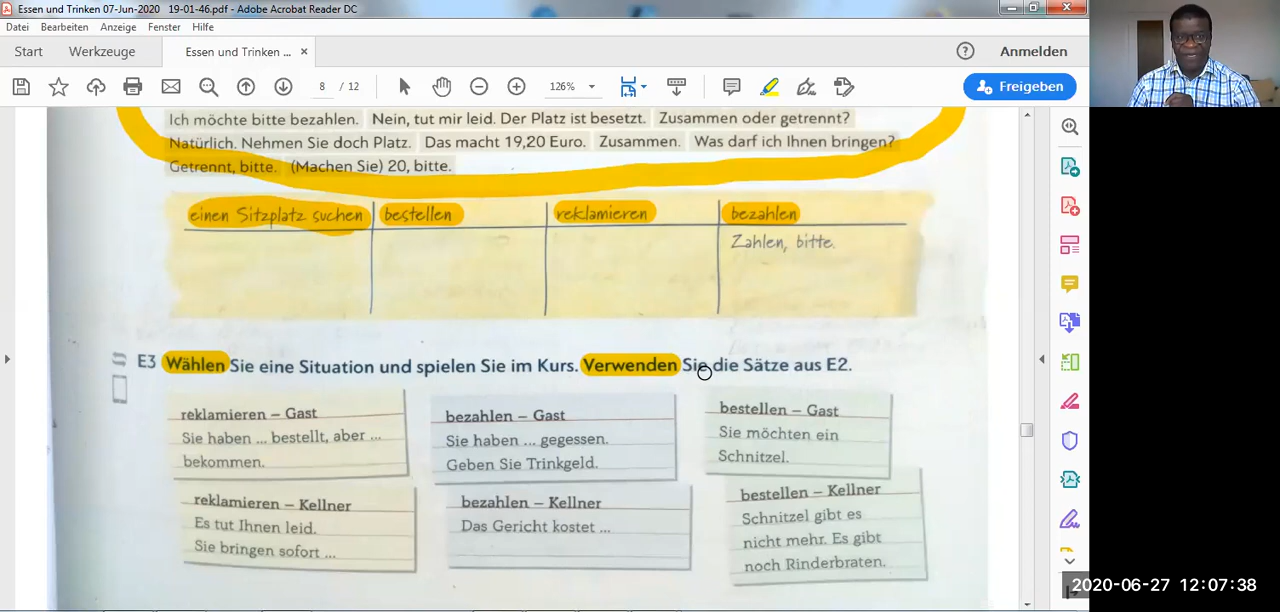 Essen und Trinken 07-Jun-2020 19-01-46.pdf - Adobe Acrobat Reader DC
Datei Bearbeiten Anzeige Fenster Hilfe
Start Werkzeuge Essen und Trinken ... × Anmelden
8 / 12 126% Freigeben
Ich möchte bitte bezahlen. Nein, tut mir leid. Der Platz ist besetzt. Zusammen oder getrennt?
Natürlich. Nehmen Sie doch Platz. Das macht 19,20 Euro. Zusammen. Was darf ich Ihnen bringen?
Getrennt, bitte. (Machen Sie) 20, bitte.
einen Sitzplatz suchen bestellen reklamieren bezahlen
Zahlen, bitte.
E3 Wählen Sie eine Situation und spielen Sie im Kurs. Verwenden Sie die Sätze aus E2.
reklamieren – Gast
Sie haben ... bestellt, aber ...
bekommen.
bezahlen – Gast
Sie haben ... gegessen.
Geben Sie Trinkgeld.
bestellen – Gast
Sie möchten ein
Schnitzel.
reklamieren – Kellner
Es tut Ihnen leid.
Sie bringen sofort ...
bezahlen – Kellner
Das Gericht kostet ...
bestellen – Kellner
Schnitzel gibt es
nicht mehr. Es gibt
noch Rinderbraten.
2020-06-27 12:07:38